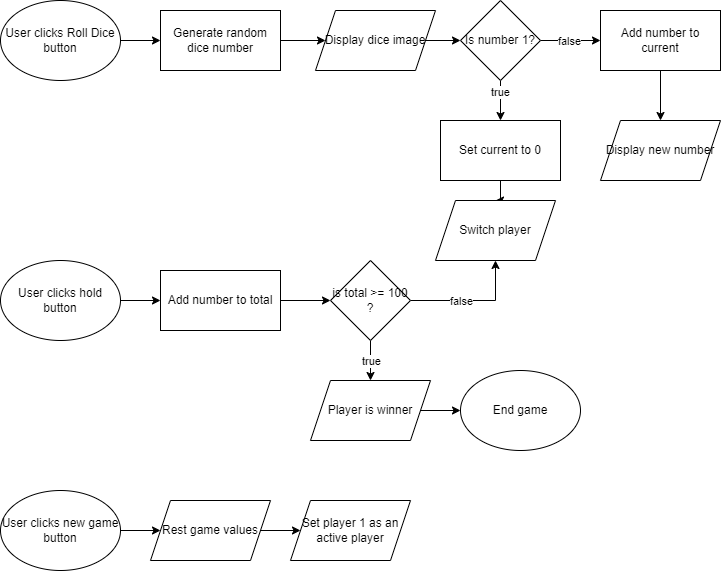 User clicks Roll Dice
button
Generate random
dice number
Display dice image
Is number 1?
false
Add number to
current
true
Set current to 0
Display new number
Switch player
User clicks hold
button
Add number to total
is total >= 100
?
false
true
Player is winner
End game
User clicks new game
button
Rest game values
Set player 1 as an
active player